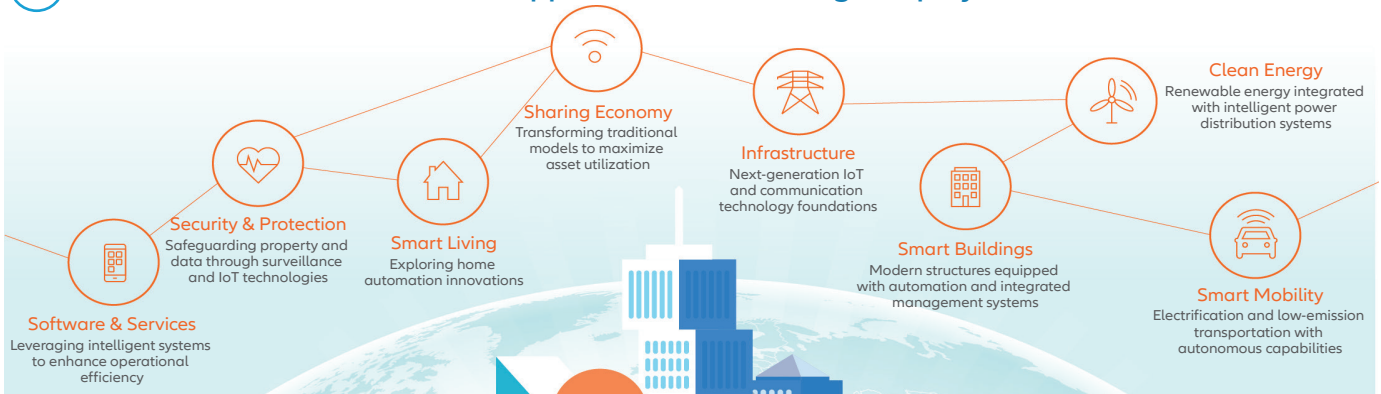 Software & Services
Leveraging intelligent systems
to enhance operational
efficiency
Security & Protection
Safeguarding property and
data through surveillance
and IoT technologies
Smart Living
Exploring home
automation innovations
Sharing Economy
Transforming traditional
models to maximize
asset utilization
Infrastructure
Next-generation IoT
and communication
technology foundations
Smart Buildings
Modern structures equipped
with automation and integrated
management systems
Clean Energy
Renewable energy integrated
with intelligent power
distribution systems
Smart Mobility
Electrification and low-emission
transportation with
autonomous capabilities